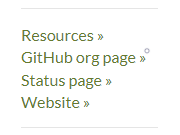 Resources »
GitHub org page »
Status page »
Website »